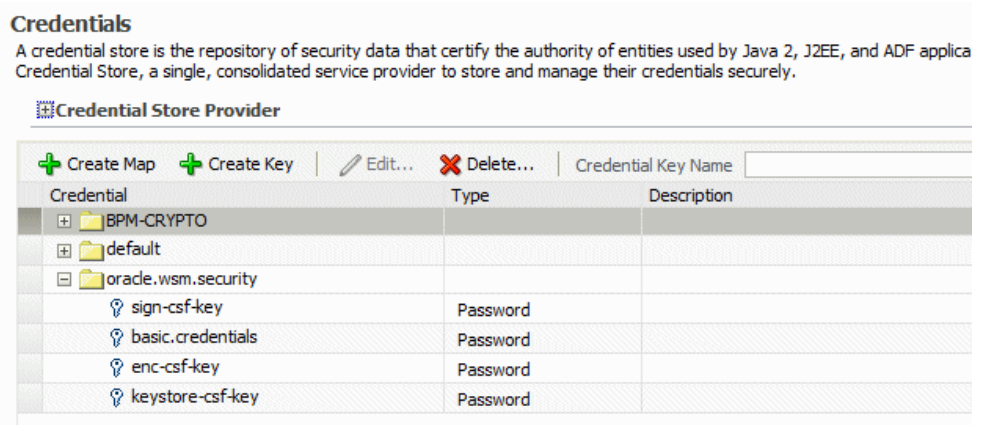 Credentials
A credential store is the repository of security data that certify the authority of entities used by Java 2, J2EE, and ADF applica
Credential Store, a single, consolidated service provider to store and manage their credentials securely.
Credential Store Provider
Create Map Create Key Edit... Delete... Credential Key Name
Credential Type Description
BPM-CRYPTO
default
oracle.wsm.security
sign-csf-key Password
basic.credentials Password
enc-csf-key Password
keystore-csf-key Password